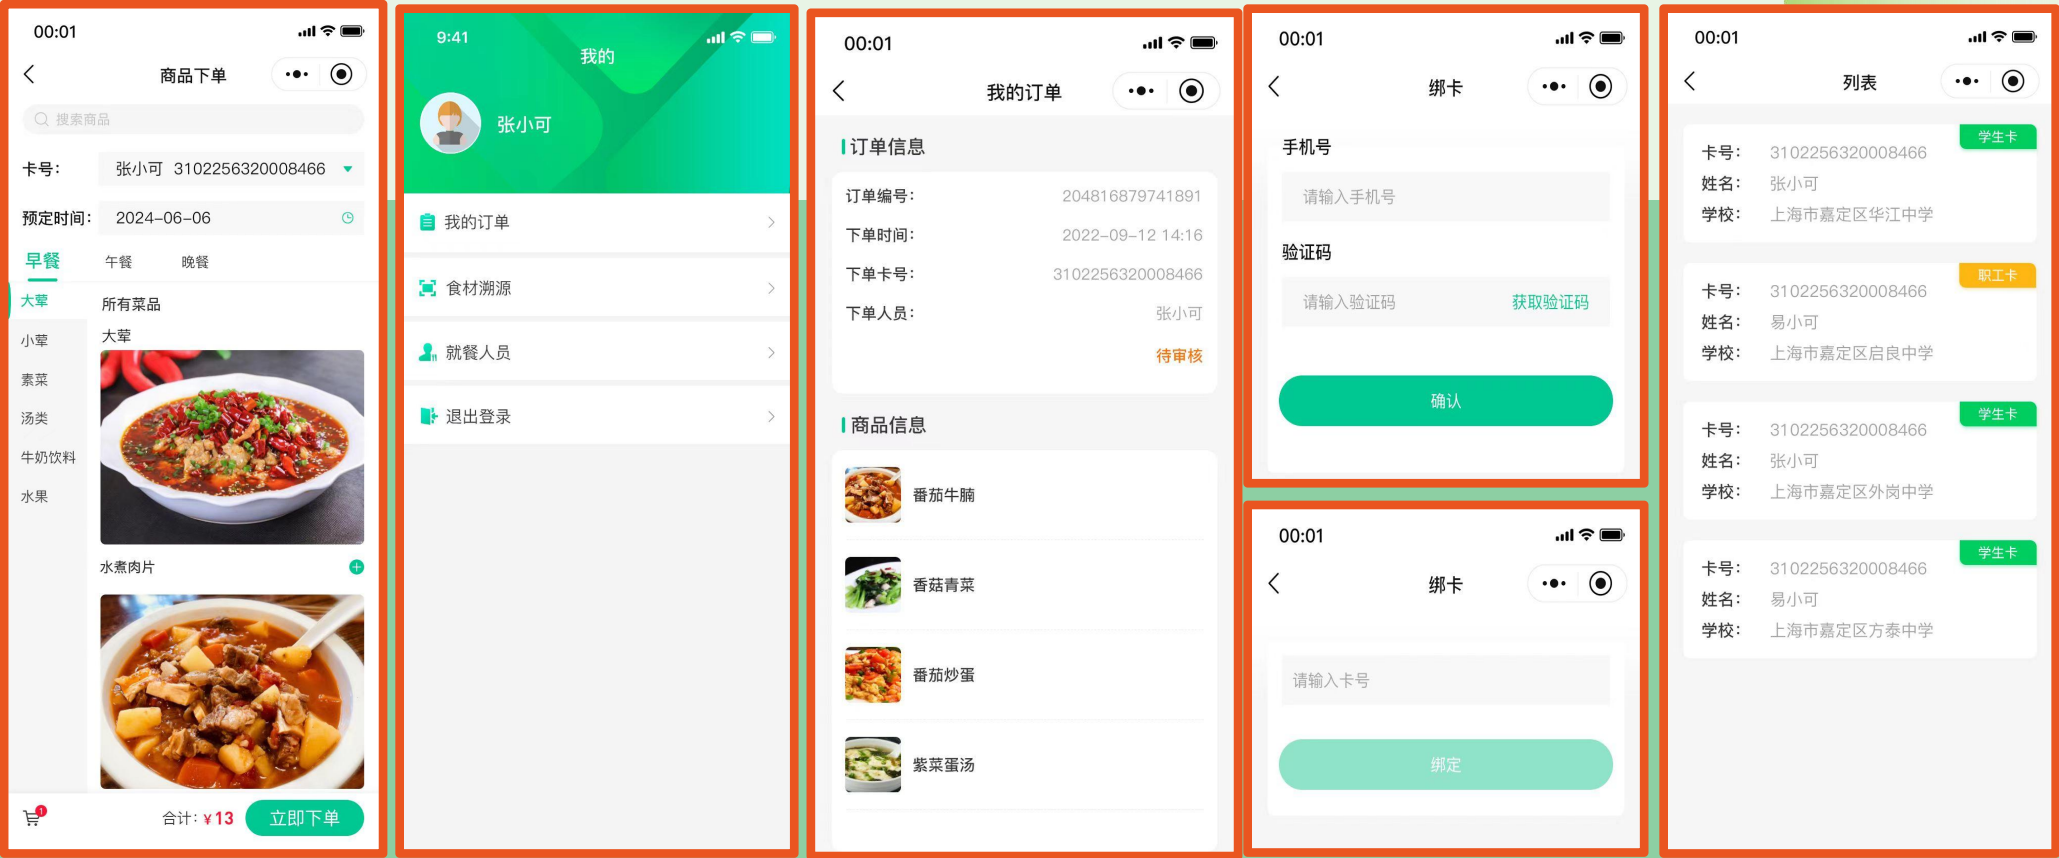 00:01
商品下单
搜索商品
卡号： 张小可 3102256320008466
预定时间： 2024-06-06
早餐 午餐 晚餐
大荤
小荤
素菜
汤类
牛奶饮料
水果
所有菜品
大荤
水煮肉片
1
合计：¥13 立即下单
9:41
我的
张小可
我的订单
食材溯源
就餐人员
退出登录
00:01
我的订单
订单信息
订单编号： 204816879741891
下单时间： 2022-09-12 14:16
下单卡号： 3102256320008466
下单人员： 张小可
待审核
商品信息
番茄牛腩
香菇青菜
番茄炒蛋
紫菜蛋汤
00:01
绑卡
手机号
请输入手机号
验证码
请输入验证码 获取验证码
确认
00:01
绑卡
请输入卡号
绑定
00:01
列表
学生卡
卡号： 3102256320008466
姓名： 张小可
学校： 上海市嘉定区华江中学
职工卡
卡号： 3102256320008466
姓名： 易小可
学校： 上海市嘉定区启良中学
学生卡
卡号： 3102256320008466
姓名： 张小可
学校： 上海市嘉定区外岗中学
学生卡
卡号： 3102256320008466
姓名： 易小可
学校： 上海市嘉定区方泰中学